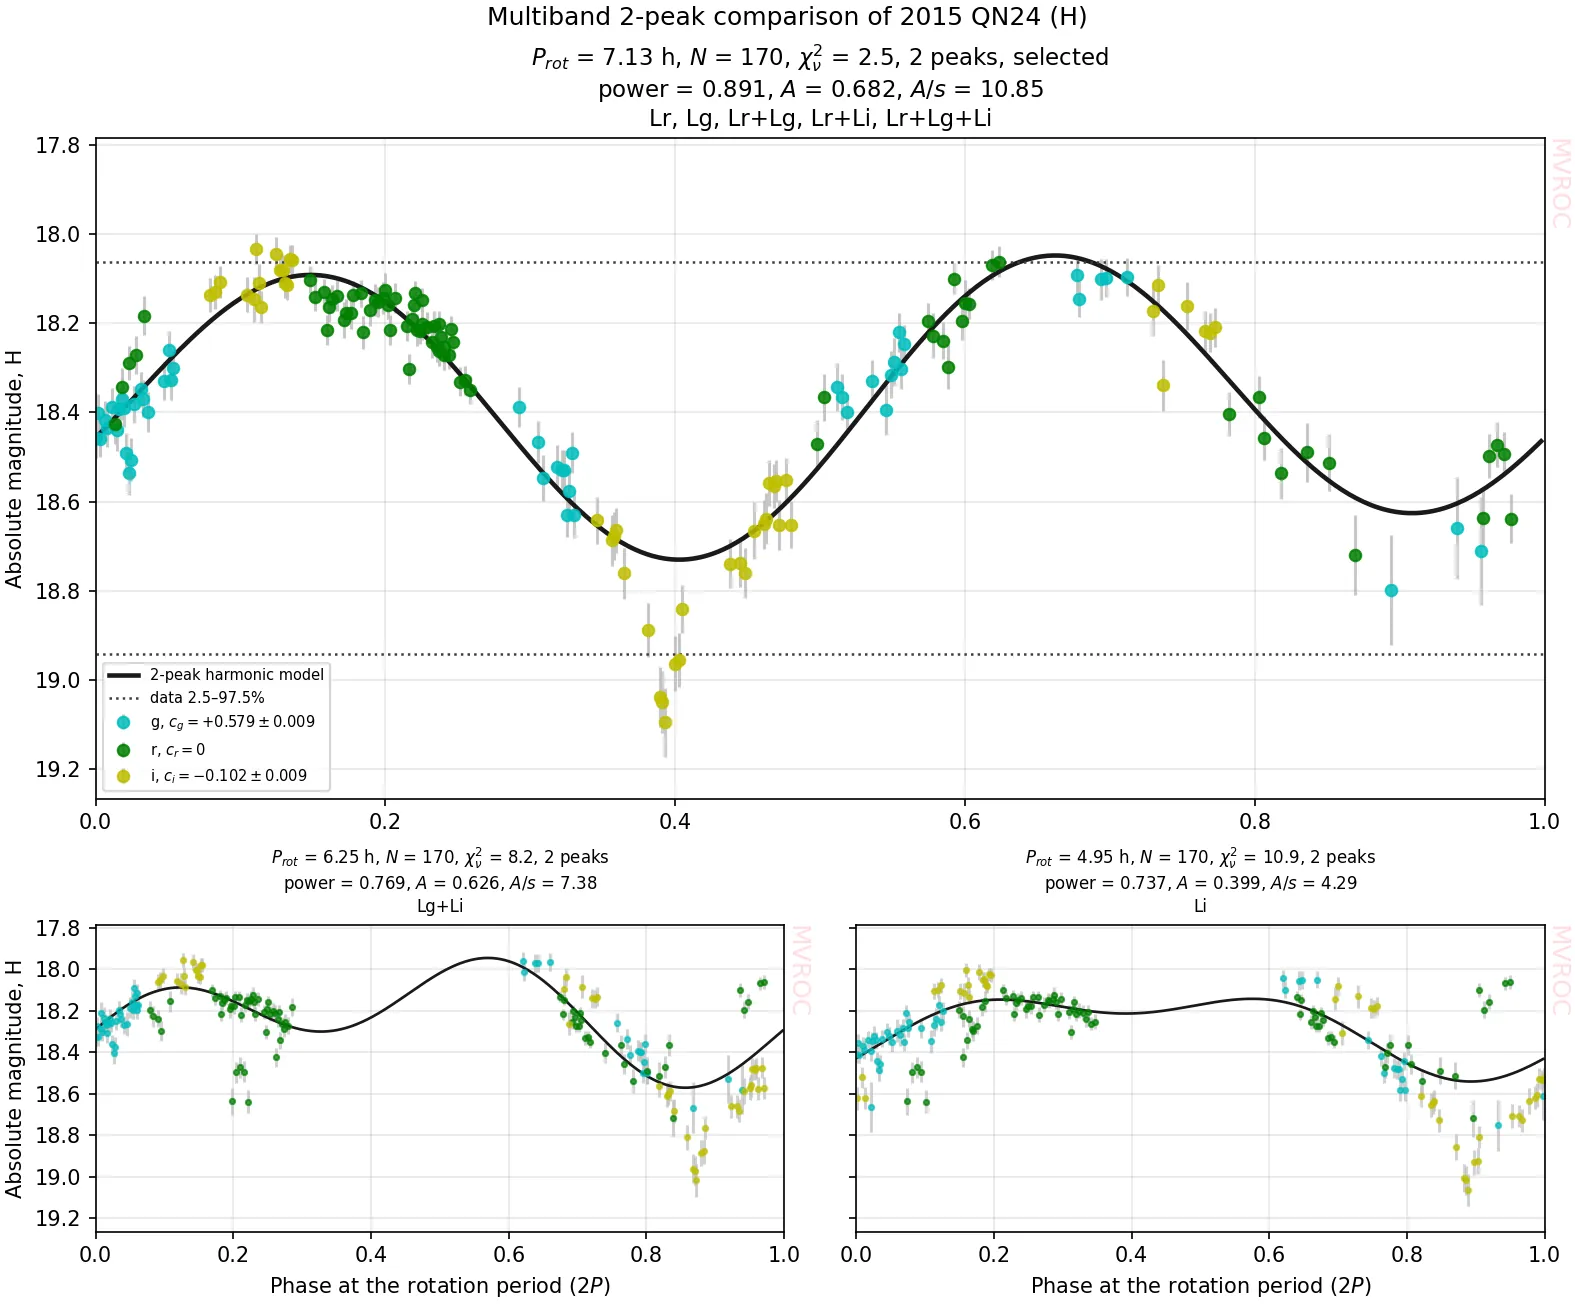 Multiband 2-peak comparison of 2015 QN24 (H)
P_rot = 7.13 h, N = 170, χ²_ν = 2.5, 2 peaks, selected
power = 0.891, A = 0.682, A/s = 10.85
Lr, Lg, Lr+Lg, Lr+Li, Lr+Lg+Li
17.8
18.0
18.2
18.4
18.6
18.8
19.0
19.2
Absolute magnitude, H
MVROC
2-peak harmonic model
data 2.5–97.5%
g, c_g = +0.579 ± 0.009
r, c_r = 0
i, c_i = −0.102 ± 0.009
0.0 0.2 0.4 0.6 0.8 1.0
P_rot = 6.25 h, N = 170, χ²_ν = 8.2, 2 peaks
power = 0.769, A = 0.626, A/s = 7.38
Lg+Li
17.8
18.0
18.2
18.4
18.6
18.8
19.0
19.2
Absolute magnitude, H
MVROC
0.0 0.2 0.4 0.6 0.8 1.0
Phase at the rotation period (2P)
P_rot = 4.95 h, N = 170, χ²_ν = 10.9, 2 peaks
power = 0.737, A = 0.399, A/s = 4.29
Li
MVROC
0.0 0.2 0.4 0.6 0.8 1.0
Phase at the rotation period (2P)